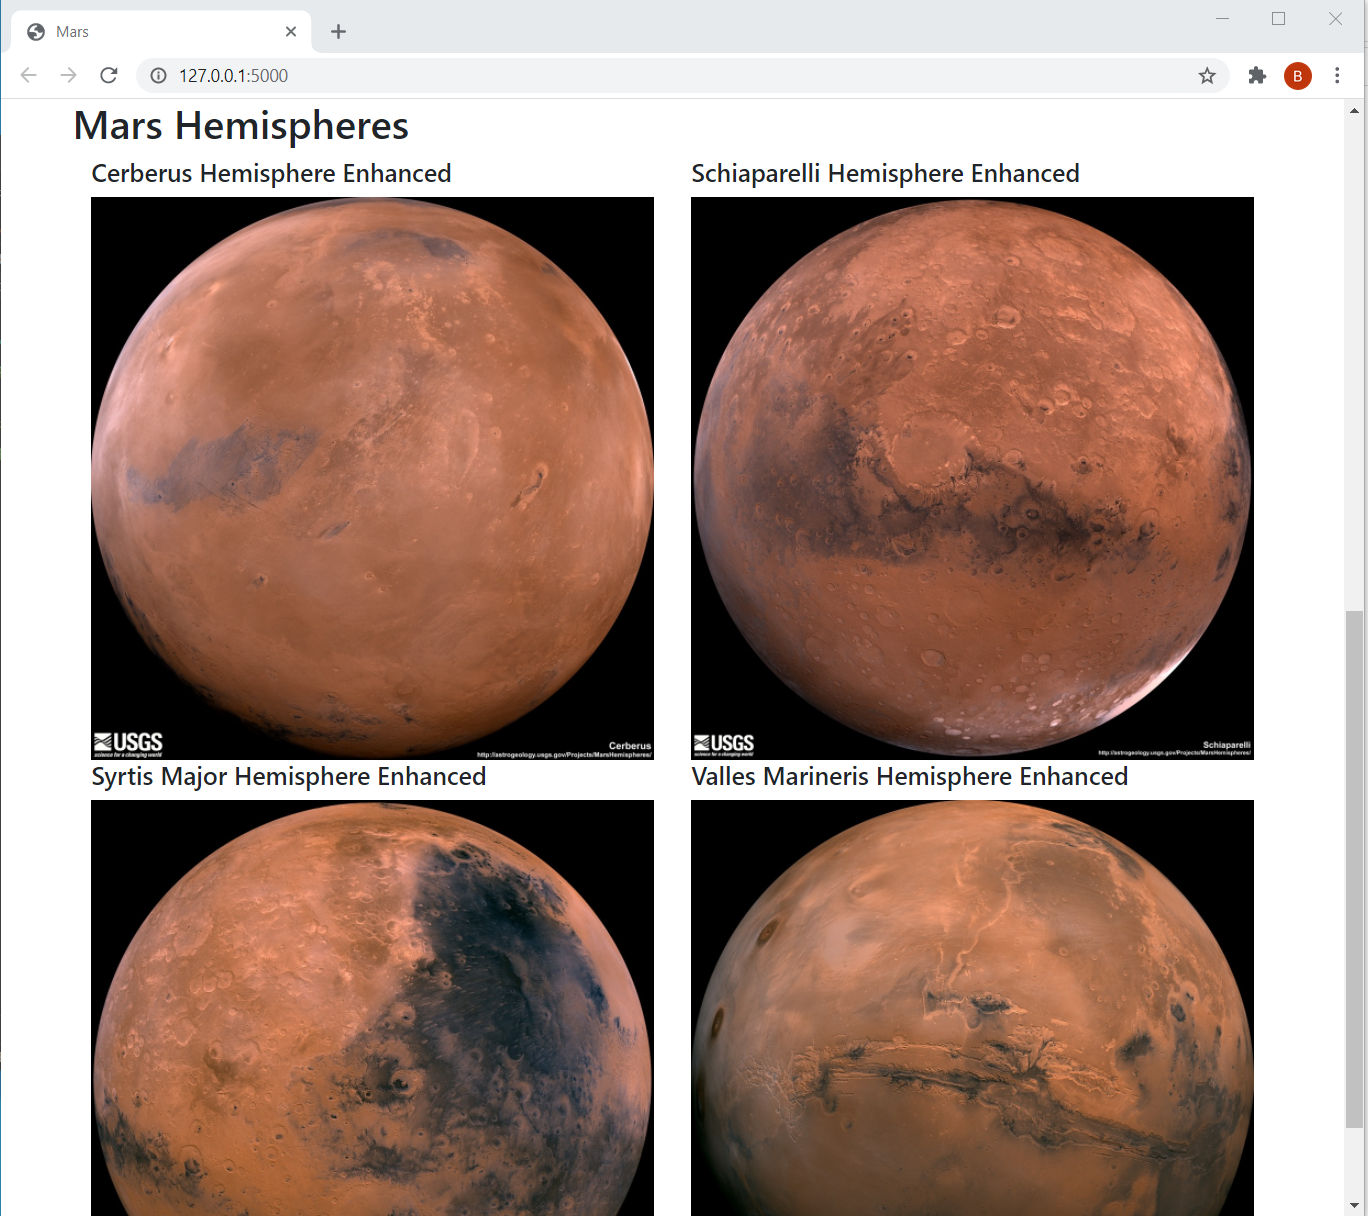 Mars
127.0.0.1:5000
B
Mars Hemispheres
Cerberus Hemisphere Enhanced
Schiaparelli Hemisphere Enhanced
USGS
science for a changing world
Cerberus
http://astrogeology.usgs.gov/Projects/MarsHemispheres/
USGS
science for a changing world
Schiaparelli
http://astrogeology.usgs.gov/Projects/MarsHemispheres/
Syrtis Major Hemisphere Enhanced
Valles Marineris Hemisphere Enhanced